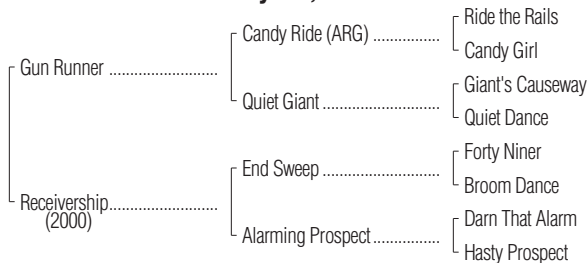 Ride the Rails
Candy Ride (ARG) ................
Candy Girl
Gun Runner ..........................
Giant's Causeway
Quiet Giant ............................
Quiet Dance
Forty Niner
End Sweep ............................
Broom Dance
Receivership..........................
(2000)
Darn That Alarm
Alarming Prospect................
Hasty Prospect